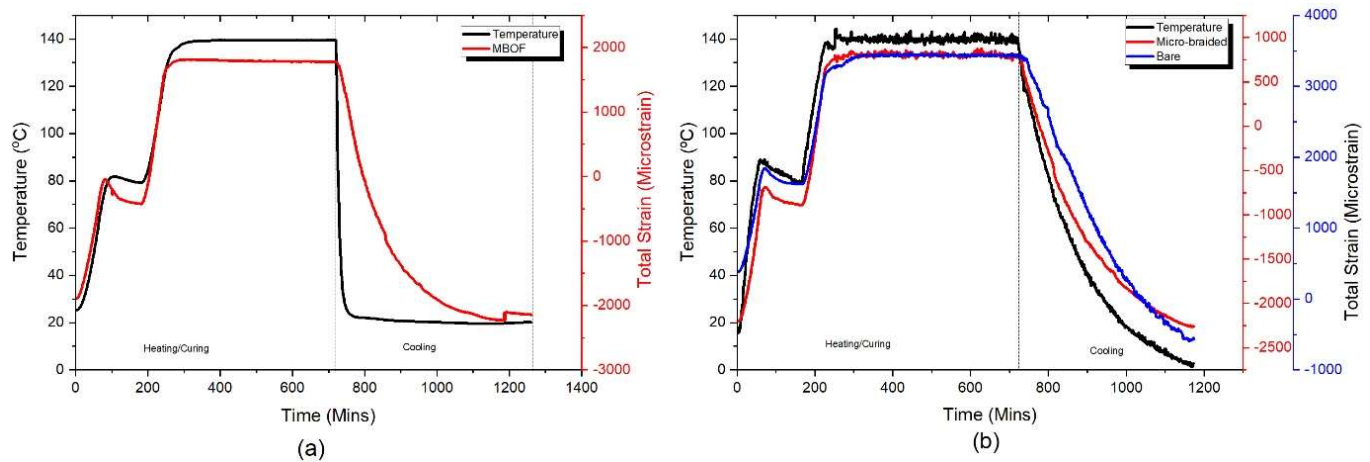 Temperature
MBOF
140
120
100
80
60
40
20
0
Temperature (ºC)
2000
1000
0
-1000
-2000
-3000
Total Strain (Microstrain)
Heating/Curing
Cooling
0 200 400 600 800 1000 1200 1400
Time (Mins)
(a)
Temperature
Micro-braided
Bare
140
120
100
80
60
40
20
0
Temperature (ºC)
1000
500
0
-500
-1000
-1500
-2000
-2500
4000
3000
2000
1000
0
-1000
Total Strain (Microstrain)
Heating/Curing
Cooling
0 200 400 600 800 1000 1200
Time (Mins)
(b)